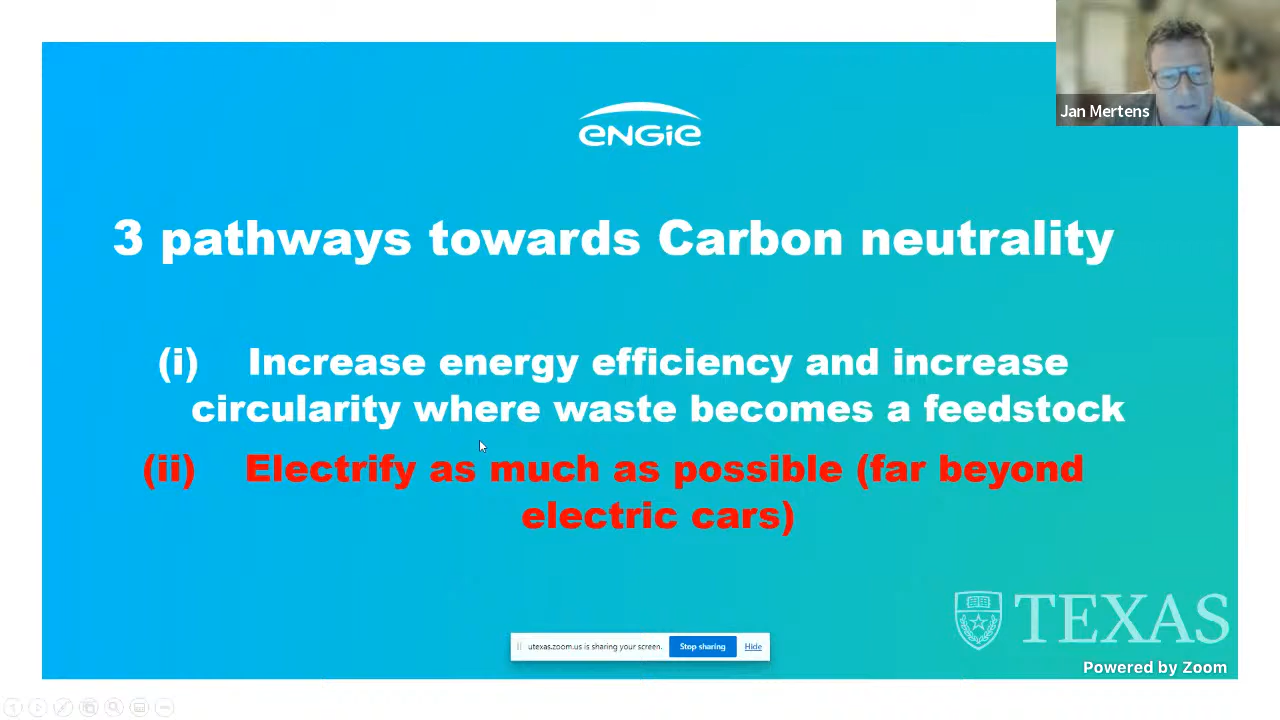 Jan Mertens
ENGIE
3 pathways towards Carbon neutrality
(i) Increase energy efficiency and increase
circularity where waste becomes a feedstock
(ii) Electrify as much as possible (far beyond
electric cars)
TEXAS
utexas.zoom.us is sharing your screen. Stop sharing Hide
Powered by Zoom